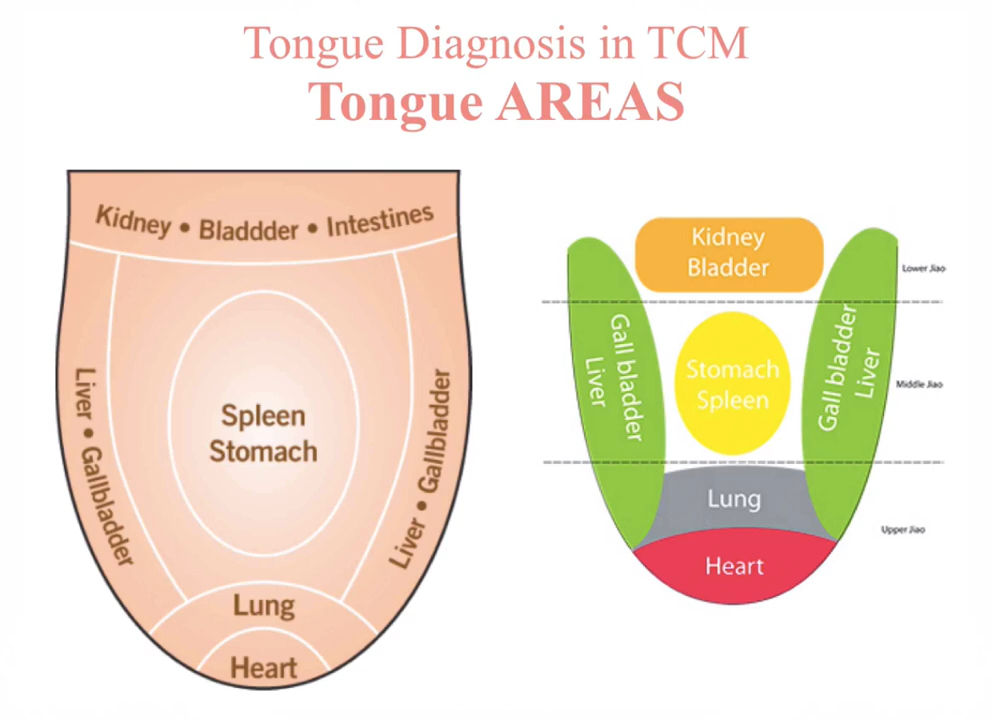 Tongue Diagnosis in TCM
Tongue AREAS
Kidney • Bladdder • Intestines
Liver • Gallbladder
Spleen
Stomach
Liver • Gallbladder
Lung
Heart
Kidney
Bladder
Lower Jiao
Gall bladder
Liver
Stomach
Spleen
Gall bladder
Liver
Middle Jiao
Lung
Upper Jiao
Heart